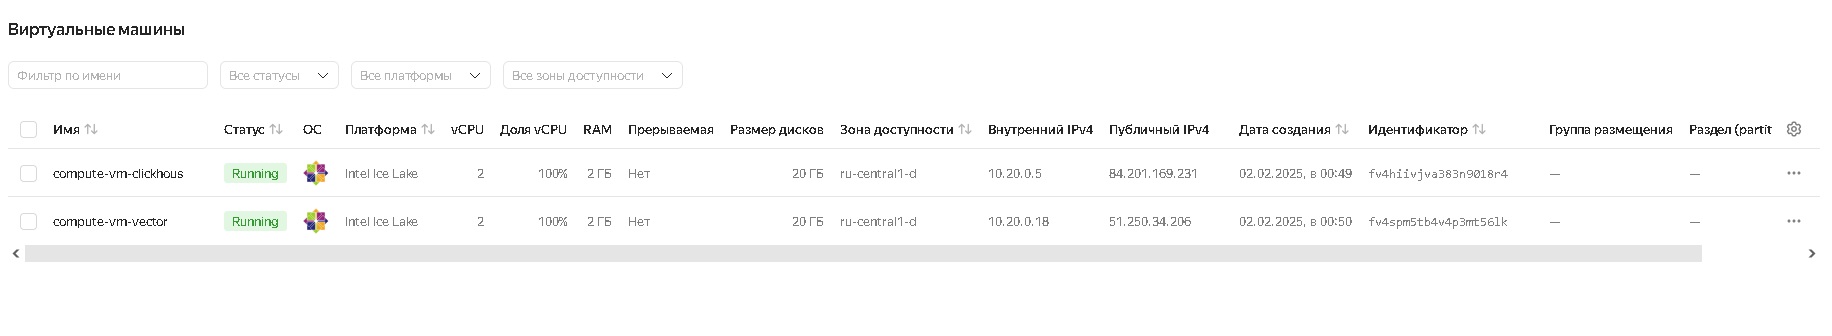 Виртуальные машины
Фильтр по имени Все статусы Все платформы Все зоны доступности
Имя Статус ОС Платформа vCPU Доля vCPU RAM Прерываемая Размер дисков Зона доступности Внутренний IPv4 Публичный IPv4 Дата создания Идентификатор Группа размещения Раздел (partit
compute-vm-clickhous Running Intel Ice Lake 2 100% 2 ГБ Нет 20 ГБ ru-central1-d 10.20.0.5 84.201.169.231 02.02.2025, в 00:49 fv4hiivjva383n9018r4 — —
compute-vm-vector Running Intel Ice Lake 2 100% 2 ГБ Нет 20 ГБ ru-central1-d 10.20.0.18 51.250.34.206 02.02.2025, в 00:50 fv4spm5tb4v4p3mt56lk — —